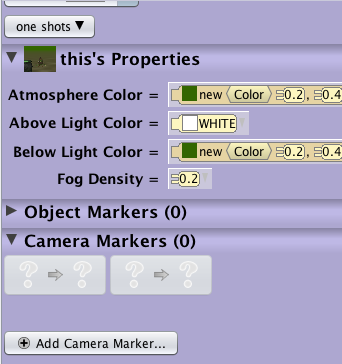 one shots ▼
▼ this's Properties
Atmosphere Color = new Color 0.2, 0.4
Above Light Color = WHITE
Below Light Color = new Color 0.2, 0.4
Fog Density = 0.2
▶ Object Markers (0)
▼ Camera Markers (0)
? ➡ ? ? ➡ ?
Add Camera Marker...